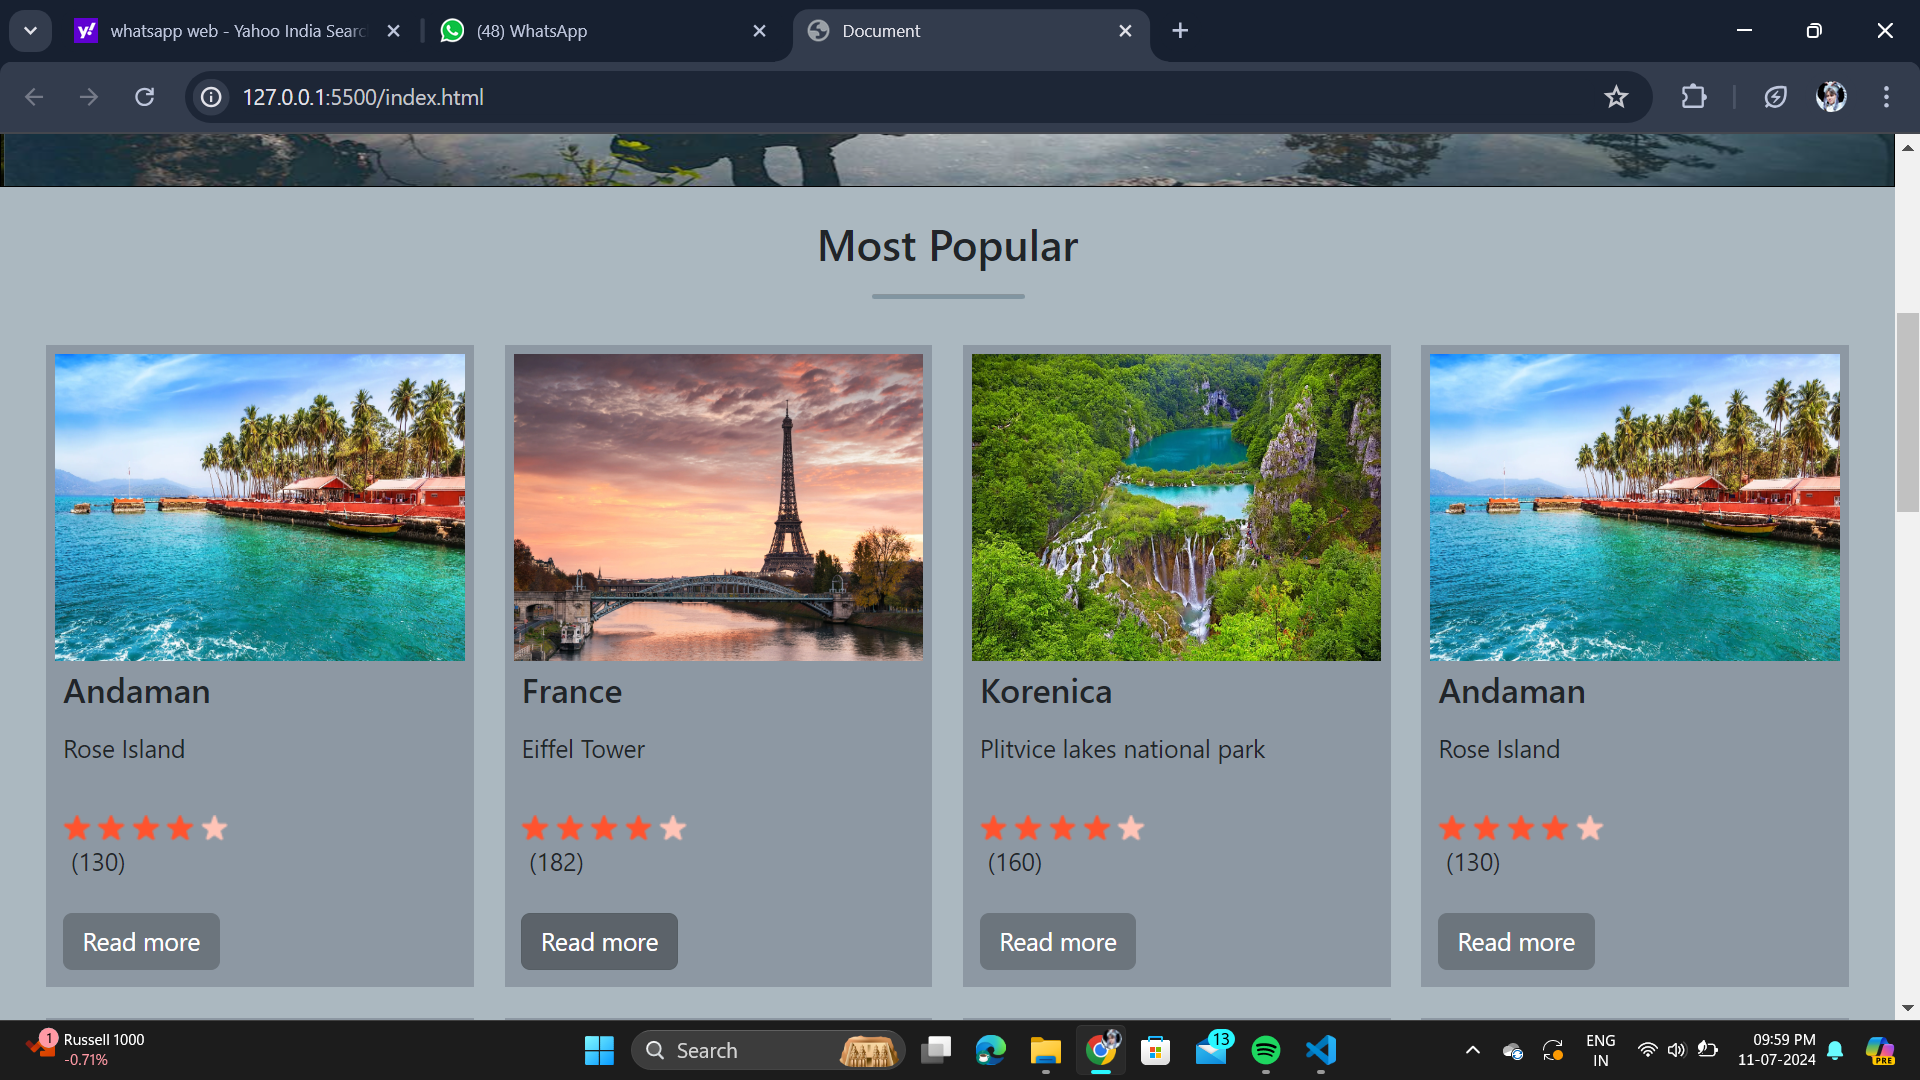 whatsapp web - Yahoo India Searc
(48) WhatsApp
Document
127.0.0.1:5500/index.html
Most Popular
Andaman
Rose Island
(130)
Read more
France
Eiffel Tower
(182)
Read more
Korenica
Plitvice lakes national park
(160)
Read more
Andaman
Rose Island
(130)
Read more
1
Russell 1000
-0.71%
Search
13
ENG
IN
09:59 PM
11-07-2024
PRE